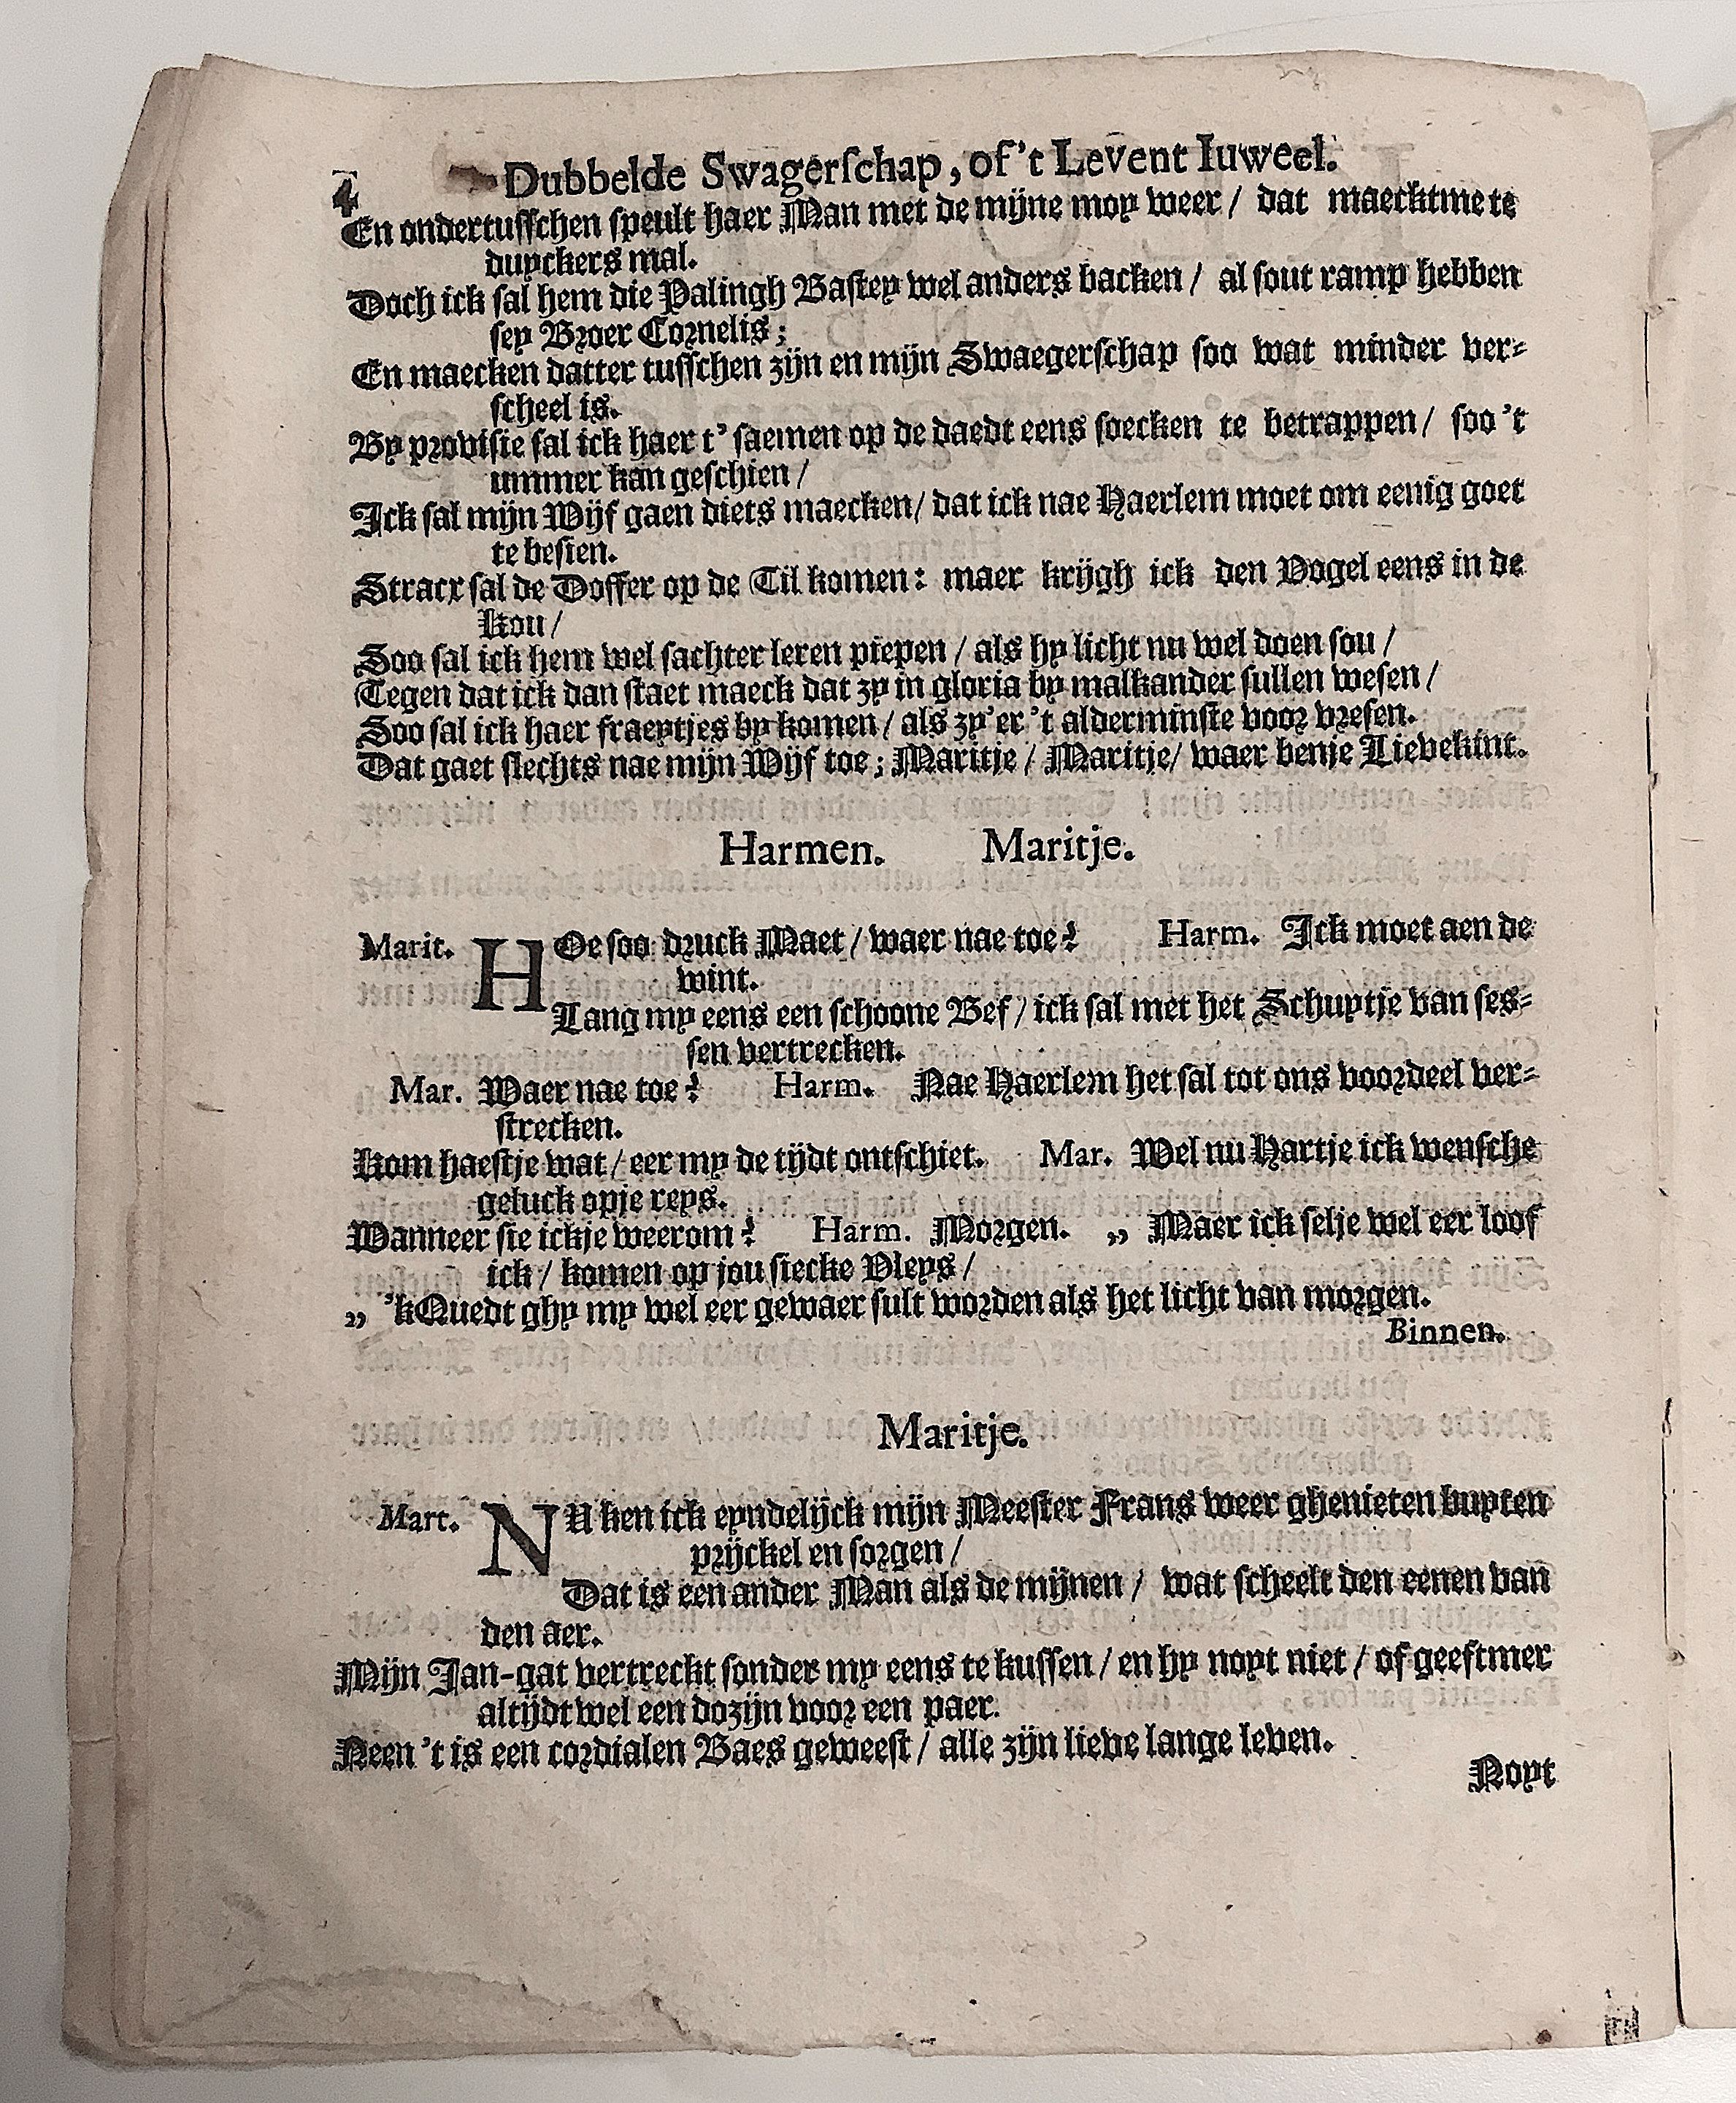 4 Dubbelde Swagerschap, of 't Levent Iuweel.
En ondertusschen speult haer Man met de mijne moy weer / dat maecktme te
duyckers mal.
Doch ick sal hem die Palingh Bastey wel anders backen / al sout ramp hebben
sey Broer Cornelis;
En maecken datter tusschen zijn en mijn Swaegerschap soo wat minder ver-
scheel is.
By provisie sal ick haer t' saemen op de daedt eens soecken te betrappen / soo 't
ummer kan geschien /
Ick sal mijn Wijf gaen diets maecken / dat ick nae Haerlem moet om eenig goet
te besien.
Stracx sal de Doffer op de Til komen: maer krijgh ick den Vogel eens in de
kou /
Soo sal ick hem wel sachter leren piepen / als hy licht nu wel doen sou /
Tegen dat ick dan staet maeck dat zy in gloria by malkander sullen wesen /
Soo sal ick haer fraeytjes by komen / als zy'er 't alderminste voor vresen.
Dat gaet slechts nae mijn Wijf toe; Maritje / Maritje / waer benje Lievekint.
Harmen. Maritje.
Marit. HOe soo druck Maet / waer nae toe? Harm. Ick moet aen de
wint.
Lang my eens een schoone Bef / ick sal met het Schuytje van ses-
sen vertrecken.
Mar. Waer nae toe? Harm. Nae Haerlem het sal tot ons voordeel ver-
strecken.
Kom haestje wat / eer my de tijdt ontschiet. Mar. Wel nu Hartje ick wensche
geluck opje reys.
Wanneer sie ickje weerom? Harm. Morgen. ,, Maer ick selje wel eer loof
ick / komen op jou siecke Vleys /
,, 'kQuedt ghy my wel eer gewaer sult worden als het licht van morgen.
Binnen.
Maritje.
Mart. NU ken ick eyndelijck mijn Meester Frans weer ghenieten buyten
prijckel en sorgen /
Dat is een ander Man als de mijnen / wat scheelt den eenen van
den aer.
Mijn Jan-gat vertreckt sonder my eens te kussen / en hy noyt niet / of geeftmer
altijdt wel een dozijn voor een paer.
Neen 't is een cordialen Baes geweest / alle zijn lieve lange leven.
Noyt